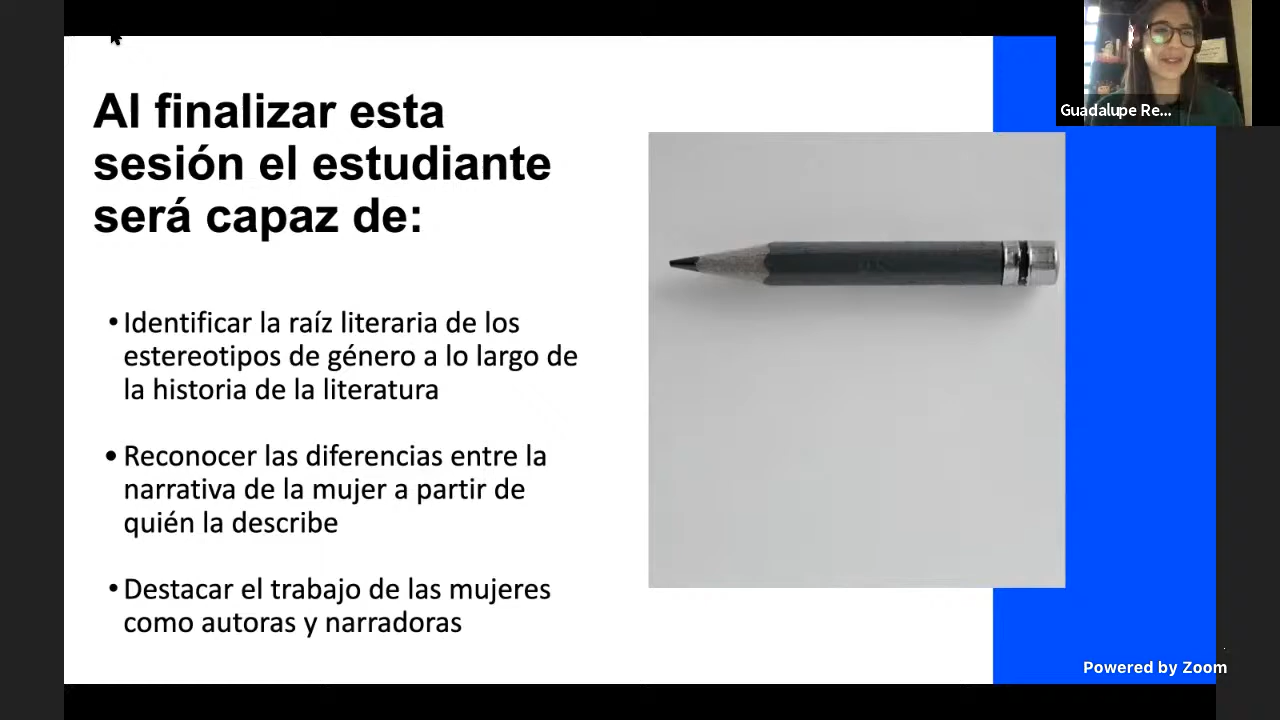 Al finalizar esta
sesión el estudiante
será capaz de:
•Identificar la raíz literaria de los
estereotipos de género a lo largo de
la historia de la literatura
•Reconocer las diferencias entre la
narrativa de la mujer a partir de
quién la describe
•Destacar el trabajo de las mujeres
como autoras y narradoras
Guadalupe Re...
Powered by Zoom